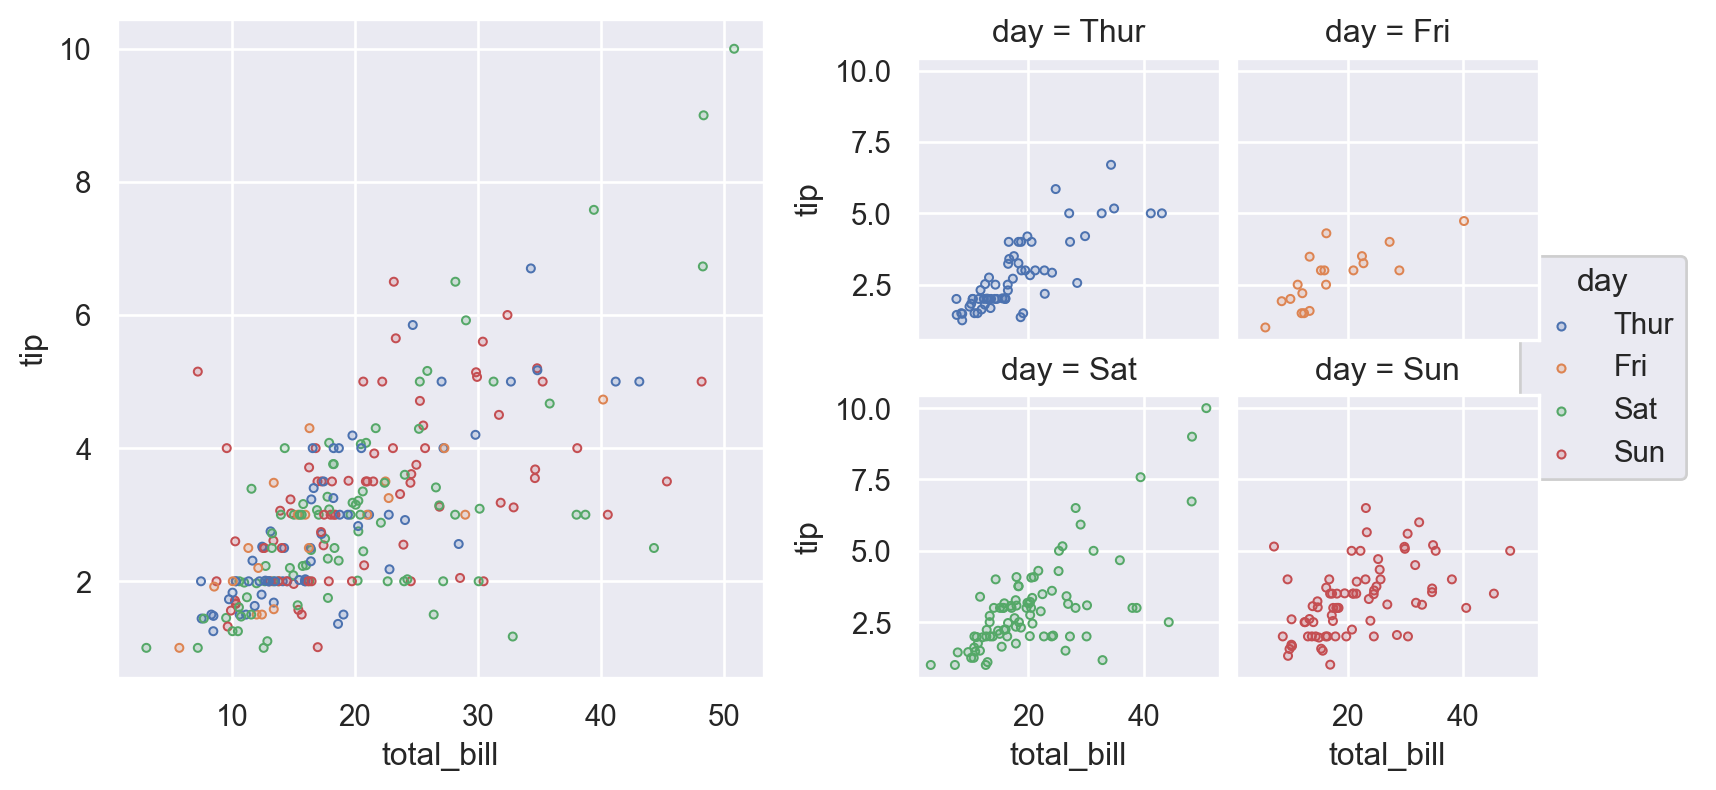 10
8
6
4
2
tip
10
20
30
40
50
total_bill
day = Thur
day = Fri
10.0
7.5
5.0
2.5
tip
day = Sat
day = Sun
10.0
7.5
5.0
2.5
tip
20
40
20
40
total_bill
total_bill
day
Thur
Fri
Sat
Sun